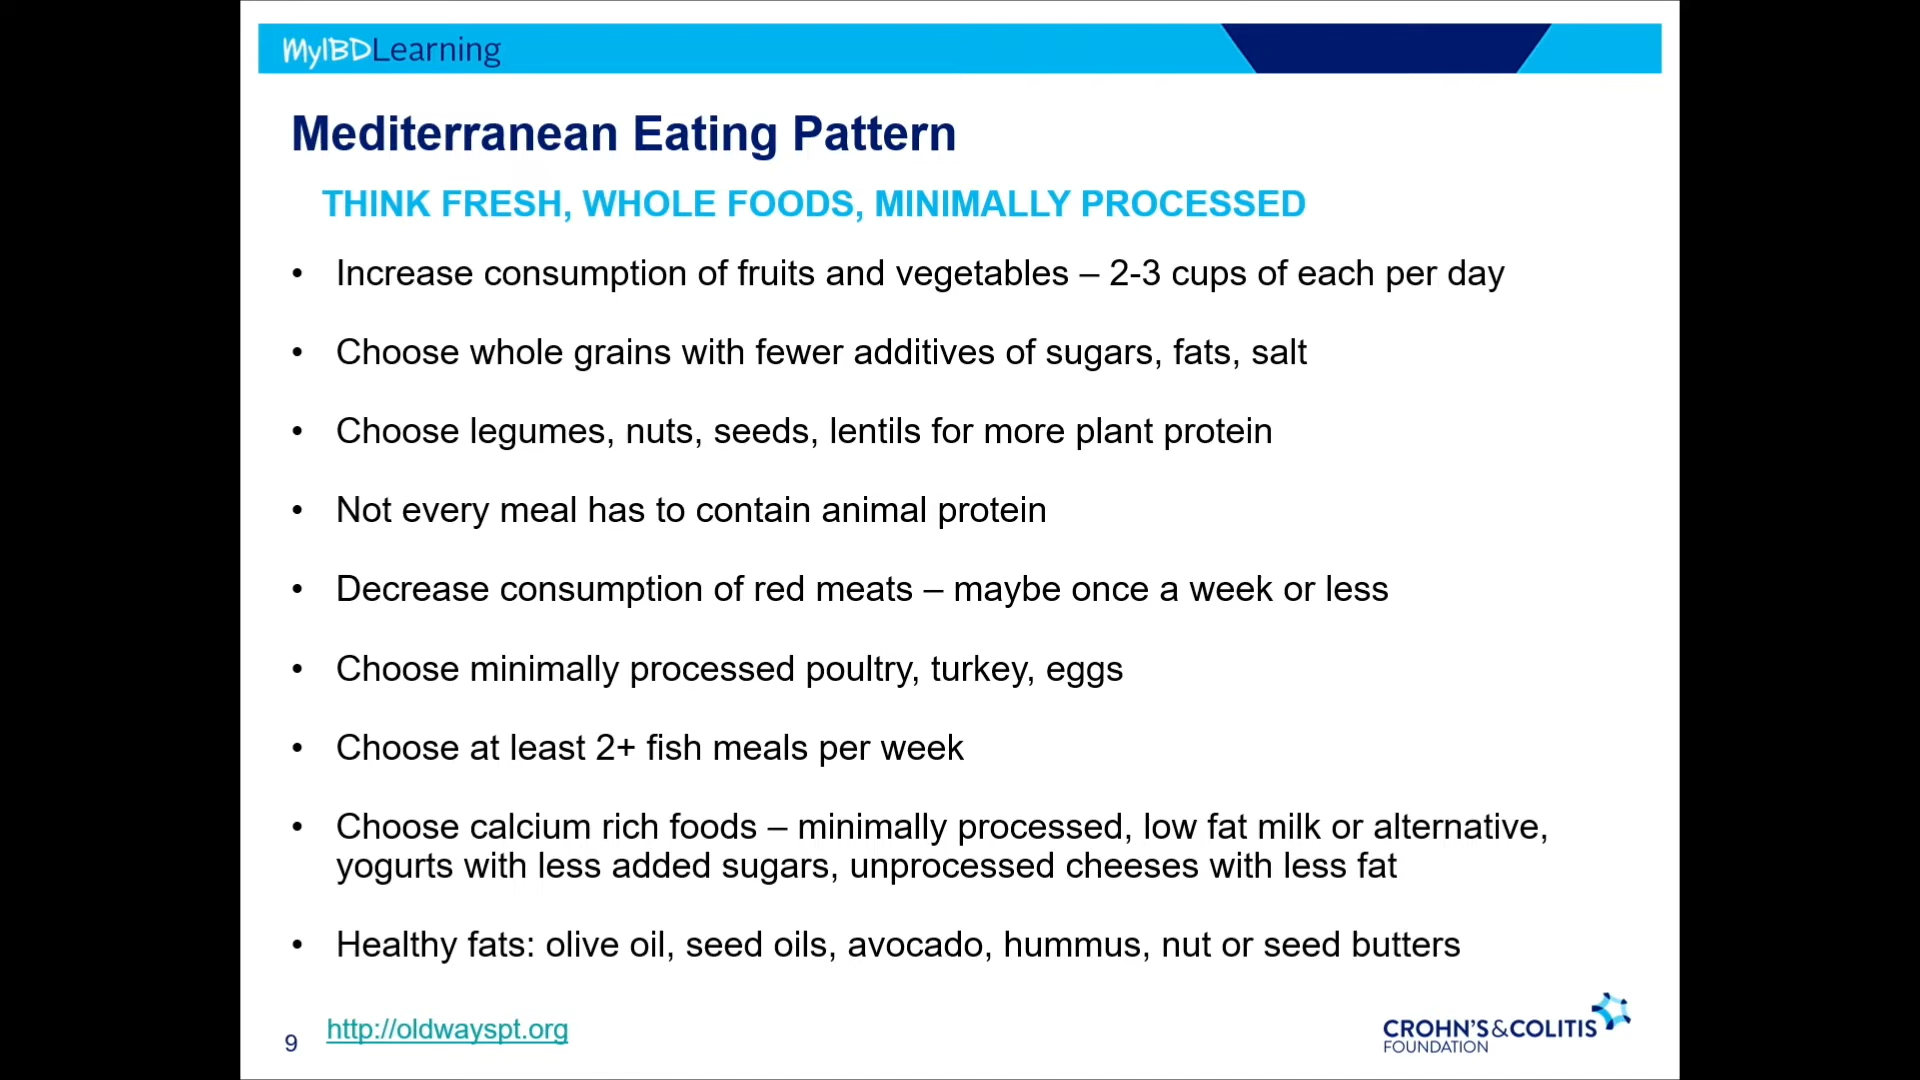 MyIBDLearning
Mediterranean Eating Pattern
THINK FRESH, WHOLE FOODS, MINIMALLY PROCESSED
• Increase consumption of fruits and vegetables – 2-3 cups of each per day
• Choose whole grains with fewer additives of sugars, fats, salt
• Choose legumes, nuts, seeds, lentils for more plant protein
• Not every meal has to contain animal protein
• Decrease consumption of red meats – maybe once a week or less
• Choose minimally processed poultry, turkey, eggs
• Choose at least 2+ fish meals per week
• Choose calcium rich foods – minimally processed, low fat milk or alternative,
yogurts with less added sugars, unprocessed cheeses with less fat
• Healthy fats: olive oil, seed oils, avocado, hummus, nut or seed butters
9 http://oldwayspt.org
CROHN'S&COLITIS
FOUNDATION